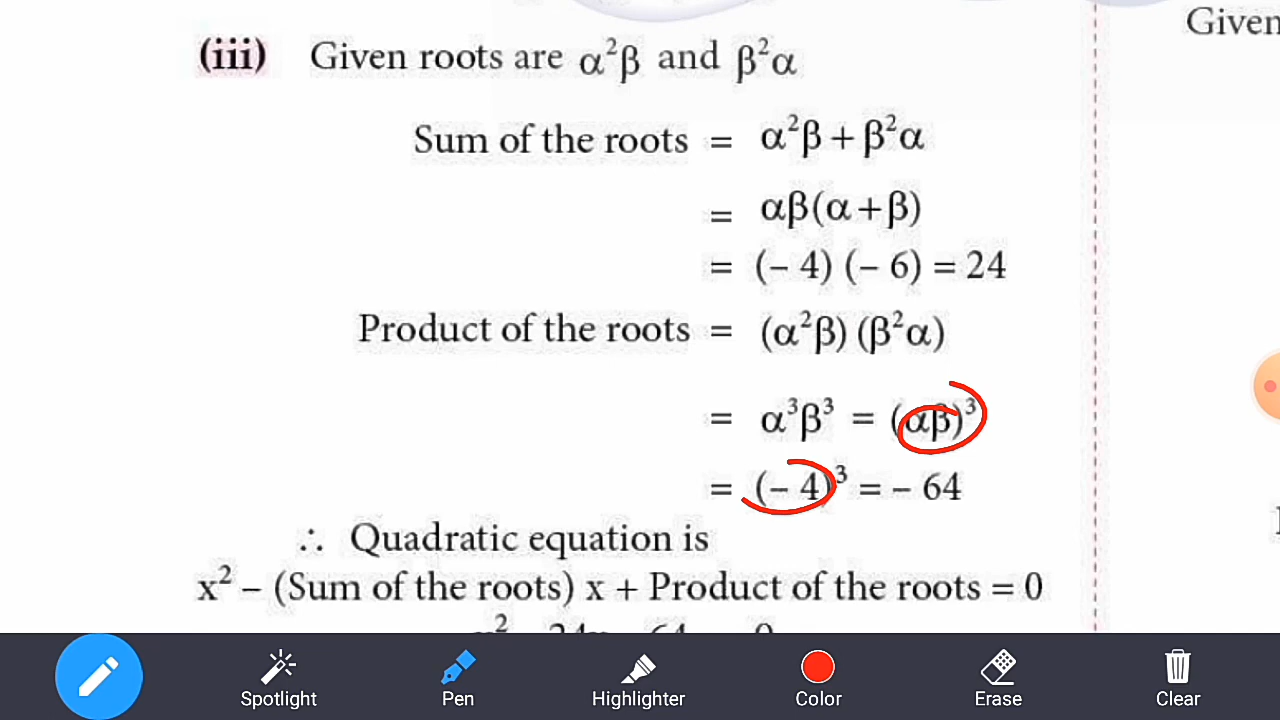 Given
(iii) Given roots are α²β and β²α
Sum of the roots = α²β + β²α
= αβ(α + β)
= (– 4) (– 6) = 24
Product of the roots = (α²β) (β²α)
= α³β³ = (αβ)³
= (– 4)³ = – 64
∴ Quadratic equation is
x² – (Sum of the roots) x + Product of the roots = 0
Spotlight Pen Highlighter Color Erase Clear